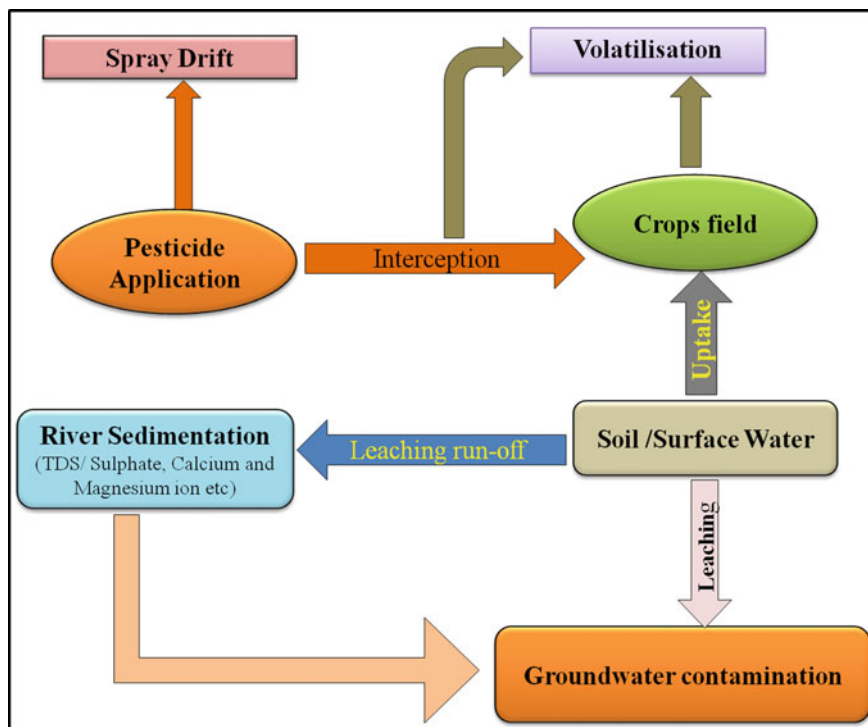 Spray Drift
Volatilisation
Pesticide
Application
Interception
Crops field
Uptake
River Sedimentation
(TDS/ Sulphate, Calcium and
Magnesium ion etc)
Leaching run-off
Soil /Surface Water
Leaching
Groundwater contamination